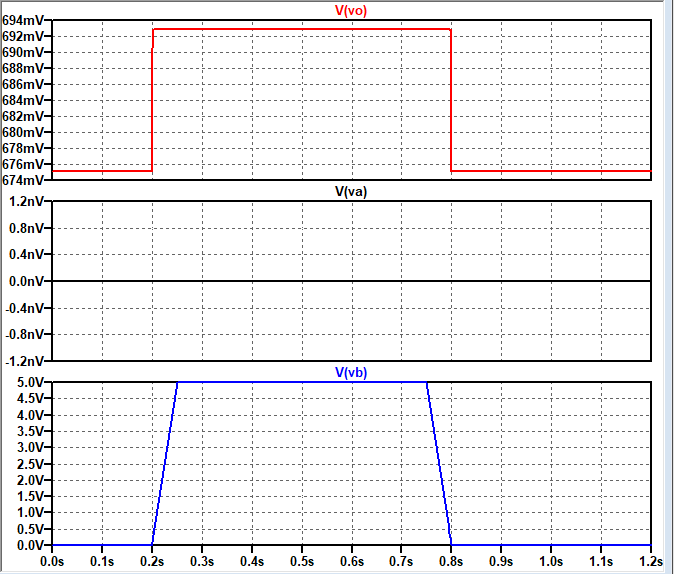 V(vo)
694mV
692mV
690mV
688mV
686mV
684mV
682mV
680mV
678mV
676mV
674mV
V(va)
1.2nV
0.8nV
0.4nV
0.0nV
-0.4nV
-0.8nV
-1.2nV
V(vb)
5.0V
4.5V
4.0V
3.5V
3.0V
2.5V
2.0V
1.5V
1.0V
0.5V
0.0V
0.0s 0.1s 0.2s 0.3s 0.4s 0.5s 0.6s 0.7s 0.8s 0.9s 1.0s 1.1s 1.2s